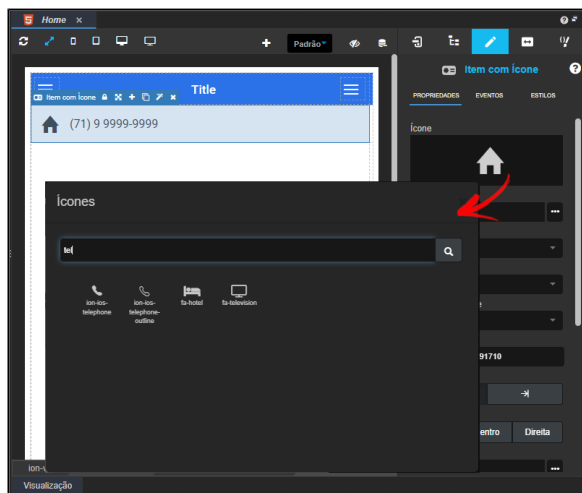 Home ×
+ Padrão
Item com Ícone
PROPRIEDADES EVENTOS ESTILOS
Title
Item com Ícone
(71) 9 9999-9999
Ícone
Ícones
tel
ion-ios-
telephone
ion-ios-
telephone-
outline
fa-hotel
fa-television
91710
entro Direita
ion-v
Visualização